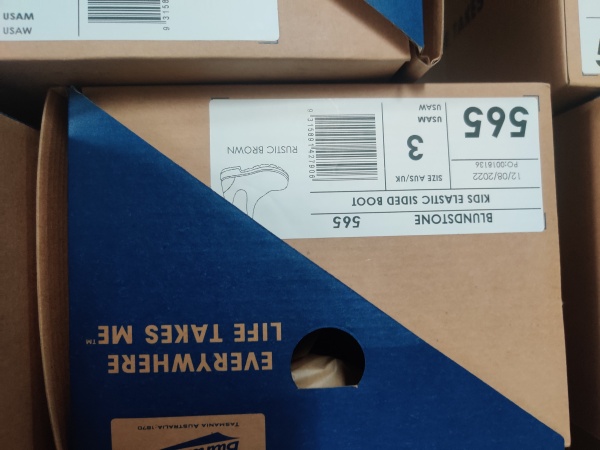 USAM
USAW
BLUNDSTONE 565
KIDS ELASTIC SIDED BOOT
12/08/2022
PO:0018136
565
SIZE AUS/UK
3
USAM
USAW
RUSTIC BROWN
EVERYWHERE
LIFE TAKES ME™
TASMANIA AUSTRALIA 1870